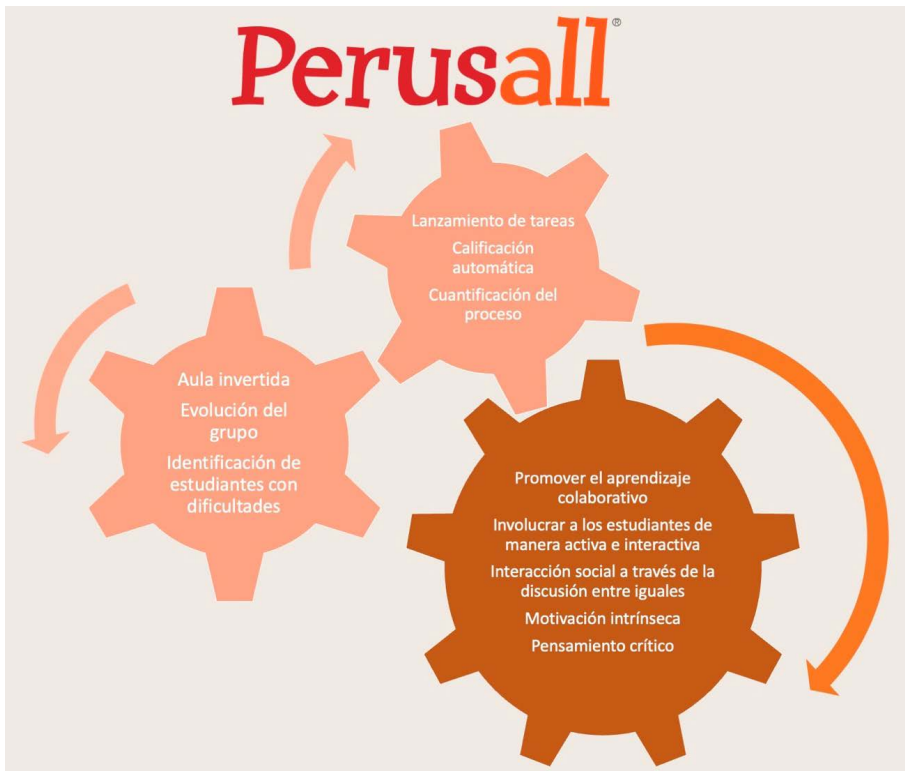 Perusall®
Lanzamiento de tareas
Calificación
automática
Cuantificación del
proceso
Aula invertida
Evolución del
grupo
Identificación de
estudiantes con
dificultades
Promover el aprendizaje
colaborativo
Involucrar a los estudiantes de
manera activa e interactiva
Interacción social a través de la
discusión entre iguales
Motivación intrínseca
Pensamiento crítico